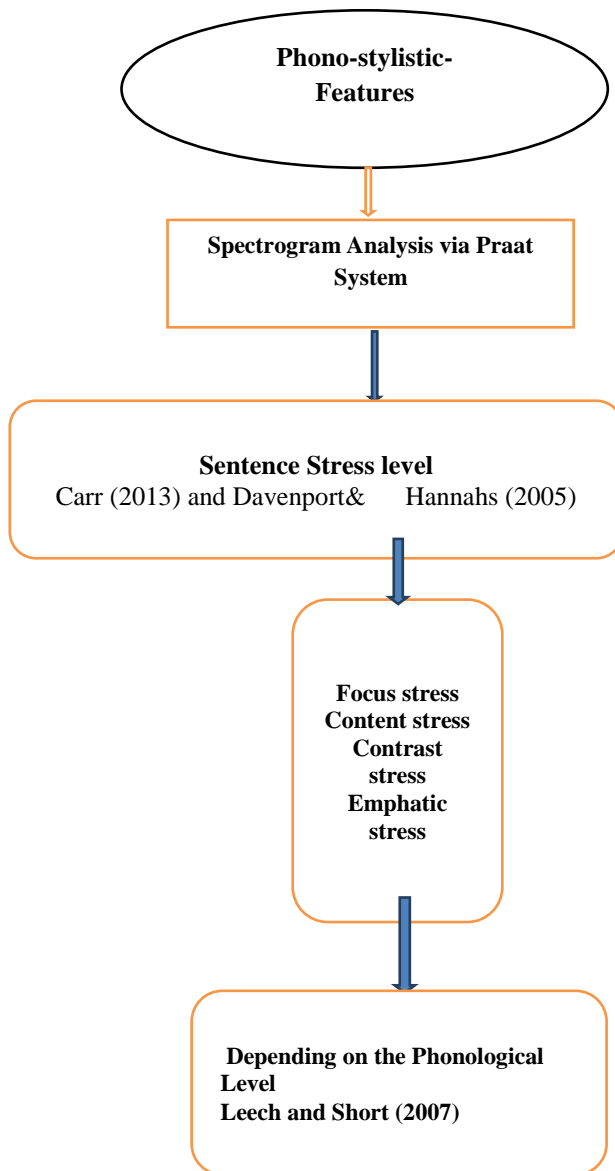 Phono-stylistic-
Features
Spectrogram Analysis via Praat
System
Sentence Stress level
Carr (2013) and Davenport& Hannahs (2005)
Focus stress
Content stress
Contrast
stress
Emphatic
stress
Depending on the Phonological
Level
Leech and Short (2007)